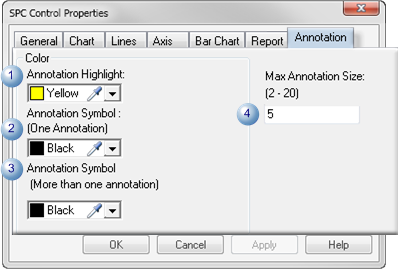 SPC Control Properties
General Chart Lines Axis Bar Chart Report Annotation
Color
1 Annotation Highlight:
Yellow
2 Annotation Symbol :
(One Annotation)
Black
3 Annotation Symbol
(More than one annotation)
Black
Max Annotation Size:
(2 - 20)
4 5
OK Cancel Apply Help